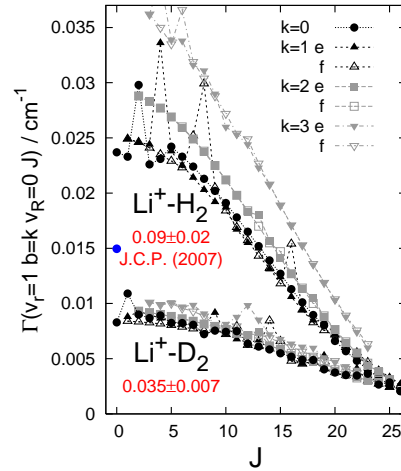 Γ(vr=1 b=k vR=0 J) / cm-1
0.035
0.03
0.025
0.02
0.015
0.01
0.005
0
k=0
k=1 e
f
k=2 e
f
k=3 e
f
Li+-H2
0.09±0.02
J.C.P. (2007)
Li+-D2
0.035±0.007
0 5 10 15 20 25
J